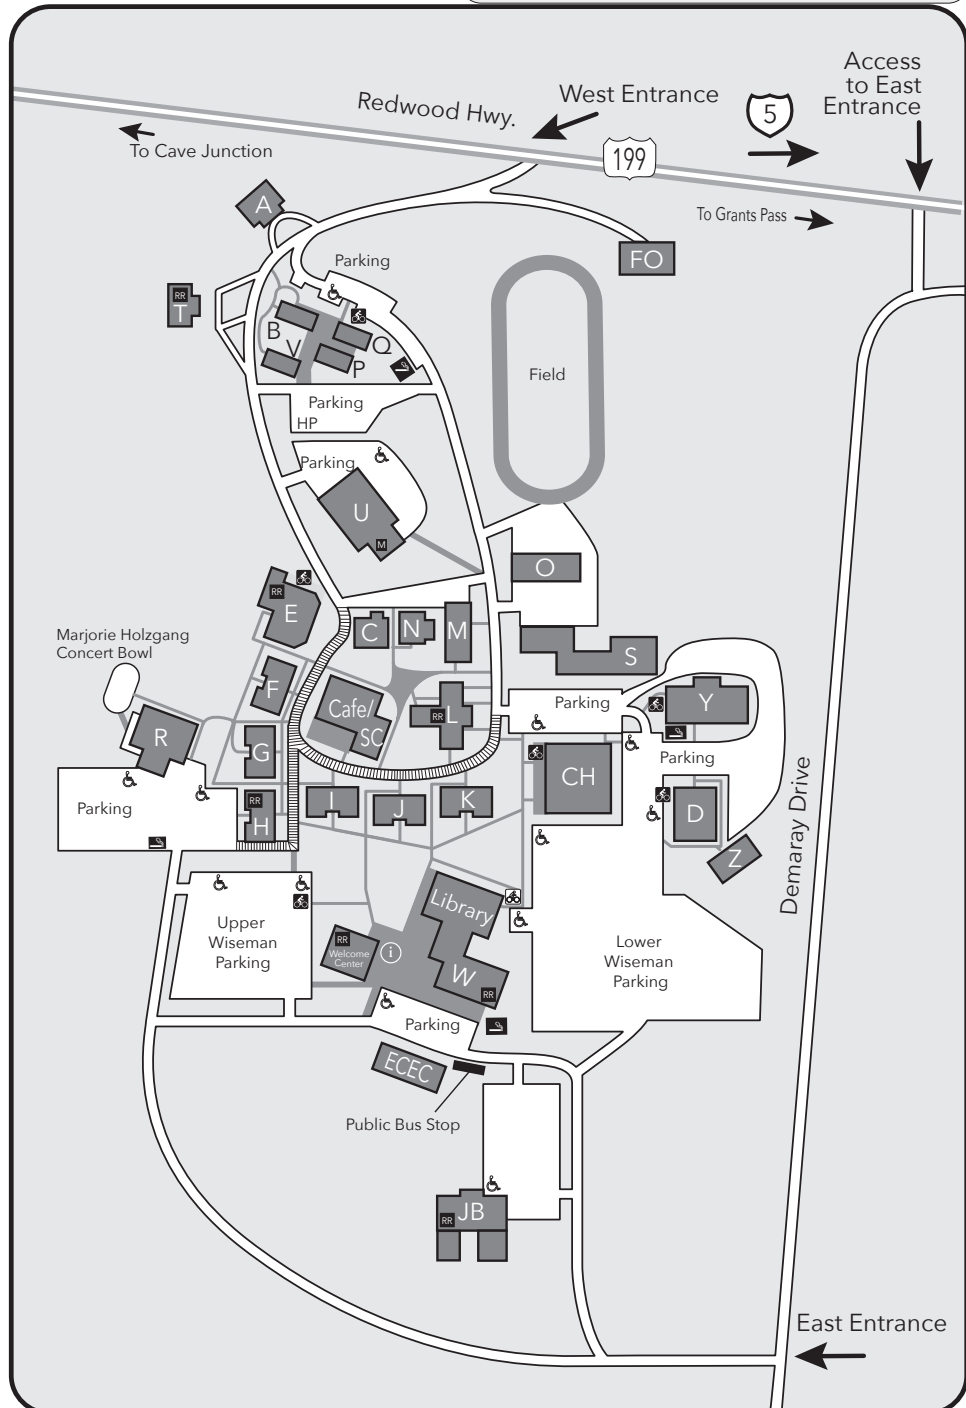 Access
to East
Entrance
West Entrance
5
Redwood Hwy.
199
To Cave Junction
To Grants Pass
A
FO
Parking
RR
T
B
V
Q
P
Field
Parking
HP
Parking
U
M
O
RR
E
C
N
M
Marjorie Holzgang
Concert Bowl
S
F
Cafe/
SC
RR
L
Parking
Y
R
G
Parking
CH
Parking
RR
H
I
J
K
D
Z
Demaray Drive
Library
Upper
Wiseman
Parking
RR
Welcome
Center
i
W
RR
Lower
Wiseman
Parking
Parking
ECEC
Public Bus Stop
JB
RR
East Entrance